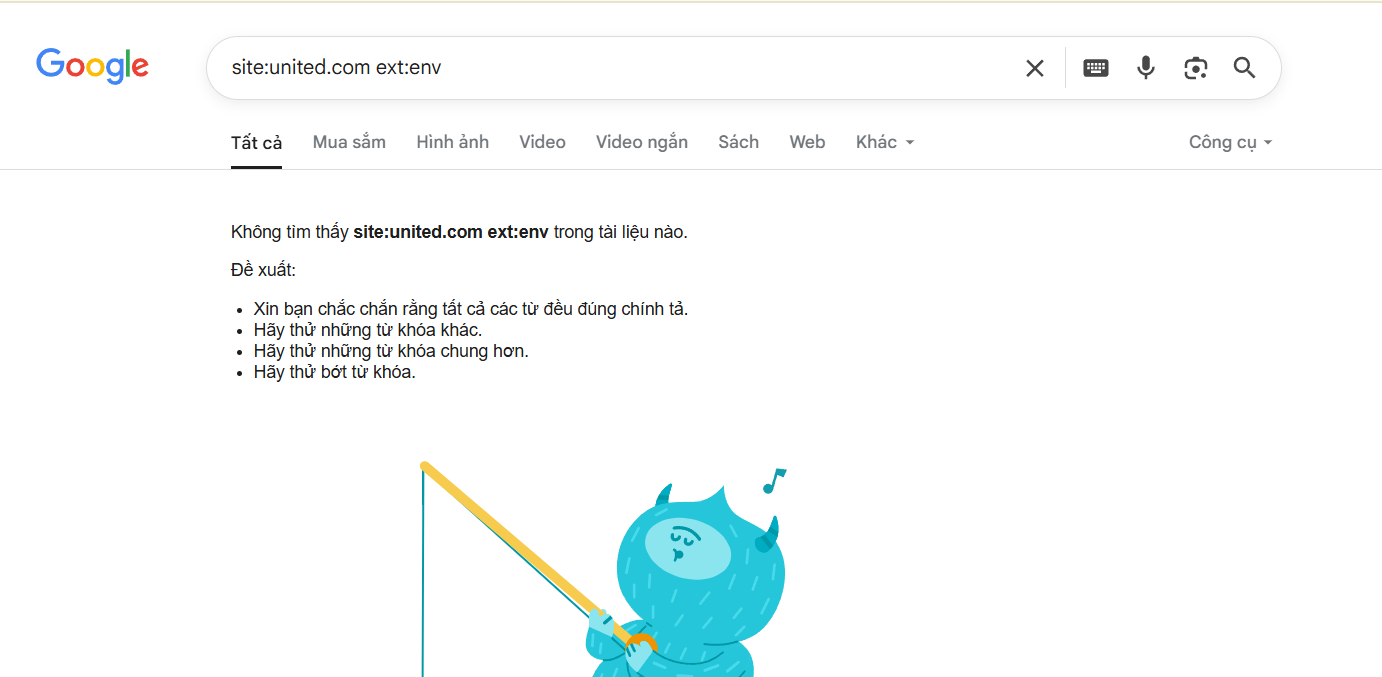 Google
site:united.com ext:env
Tất cả Mua sắm Hình ảnh Video Video ngắn Sách Web Khác Công cụ
Không tìm thấy site:united.com ext:env trong tài liệu nào.
Đề xuất:
Xin bạn chắc chắn rằng tất cả các từ đều đúng chính tả.
Hãy thử những từ khóa khác.
Hãy thử những từ khóa chung hơn.
Hãy thử bớt từ khóa.